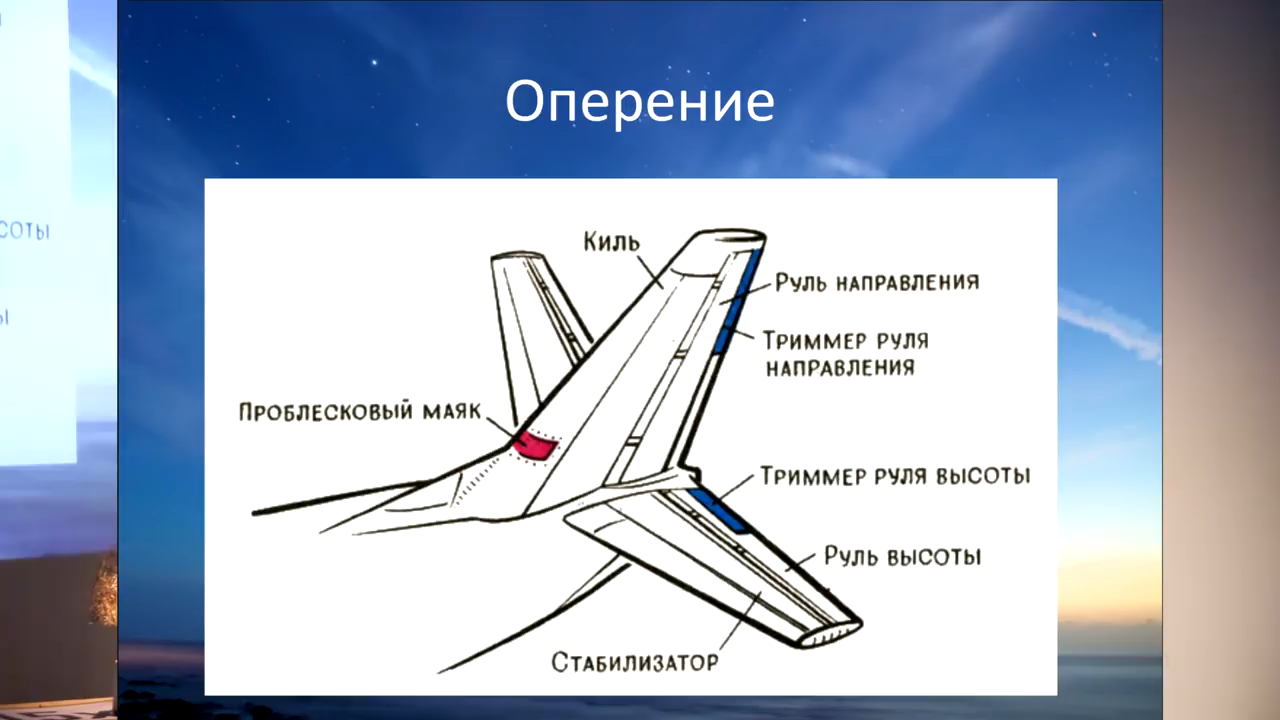 Оперение
Киль
Руль направления
Триммер руля
направления
Проблесковый маяк
Триммер руля высоты
Руль высоты
Стабилизатор